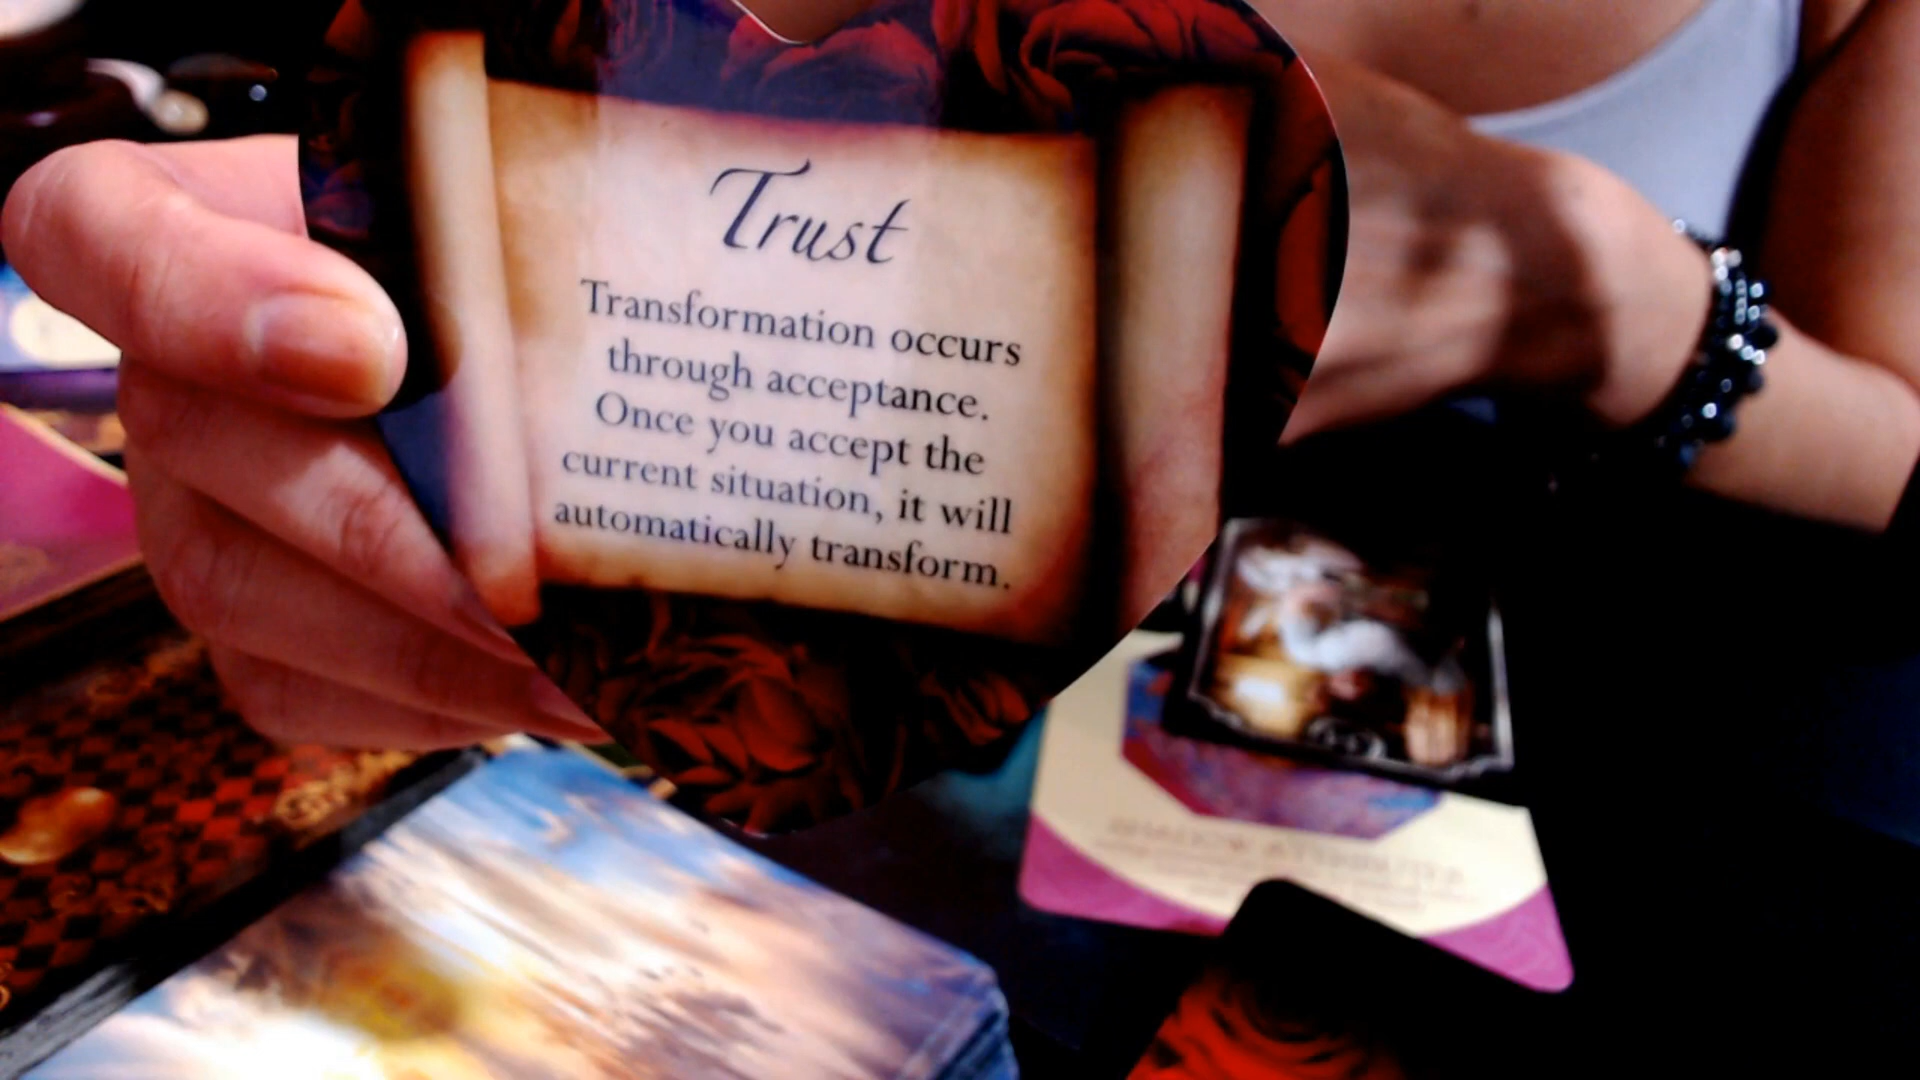 Trust
Transformation occurs
through acceptance.
Once you accept the
current situation, it will
automatically transform.